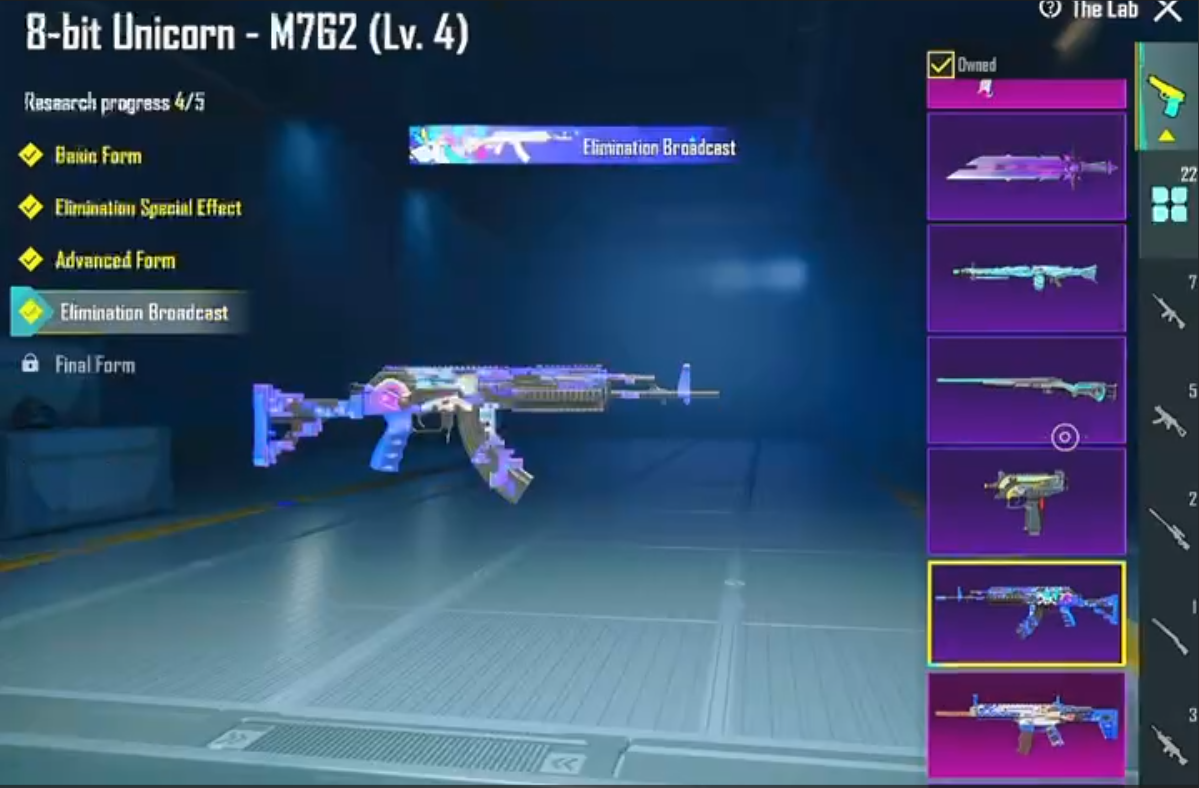 8-bit Unicorn - M762 (Lv. 4)
The Lab
Research progress 4/5
Basic Form
Elimination Special Effect
Advanced Form
Elimination Broadcast
Final Form
Elimination Broadcast
Owned
22
7
5
2
1
3